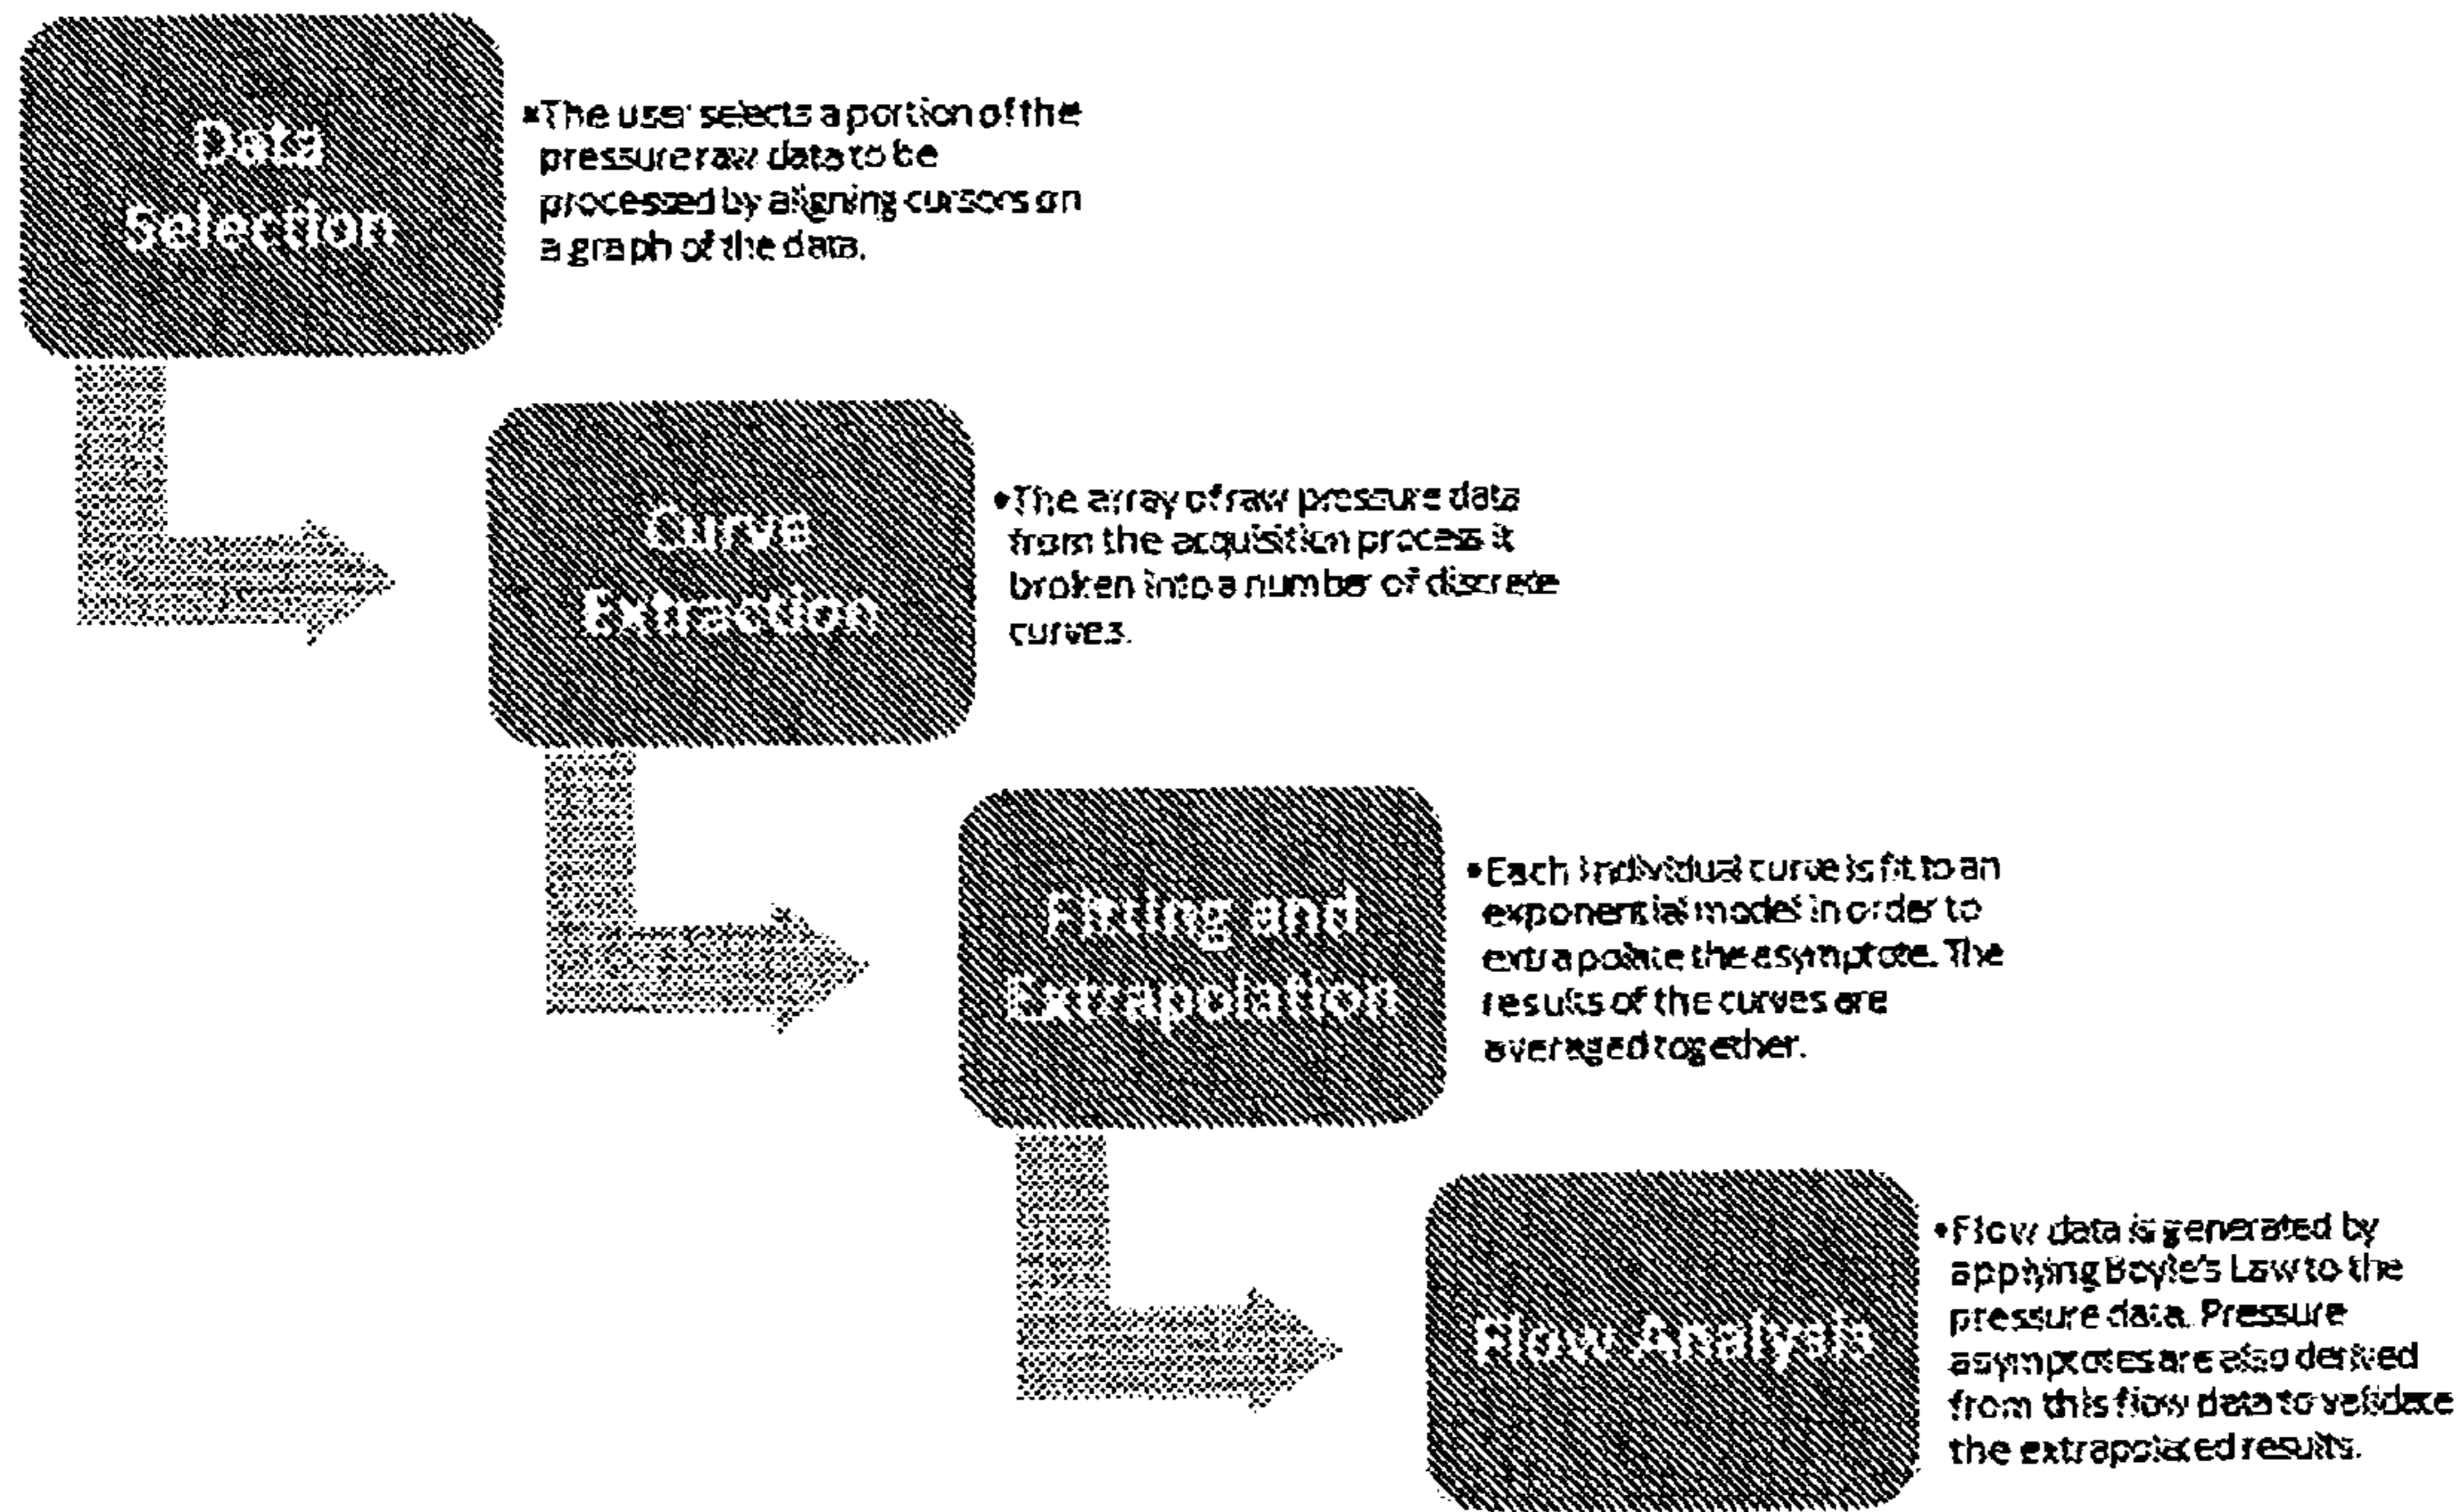 Data
Selection
•The user selects a portion of the
pressure raw data to be
processed by aligning cursors on
a graph of the data.
Curve
Extraction
•The array of raw pressure data
from the acquisition process it
broken into a number of discrete
curves.
Fitting and
Extrapolation
•Each individual curve is fit to an
exponential model in order to
extrapolate the asymptote. The
results of the curves are
averaged together.
Flow Analysis
•Flow data is generated by
applying Boyle's Law to the
pressure data. Pressure
asymptotes are also derived
from this flow data to validate
the extrapolated results.